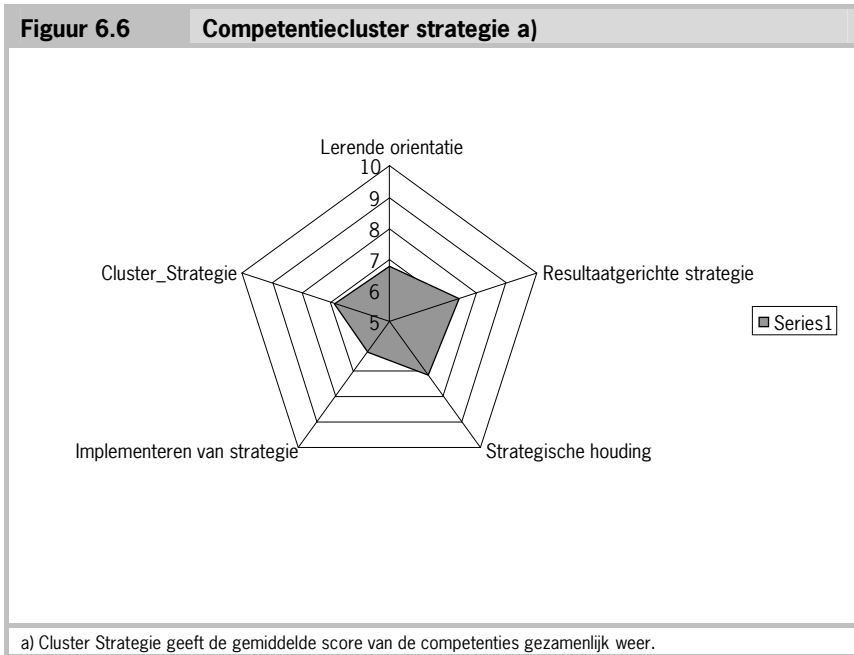 Figuur 6.6 Competentiecluster strategie a)
Lerende orientatie
10
9
8
7
6
5
Cluster_Strategie
Resultaatgerichte strategie
Series1
Implementeren van strategie
Strategische houding
a) Cluster Strategie geeft de gemiddelde score van de competenties gezamenlijk weer.